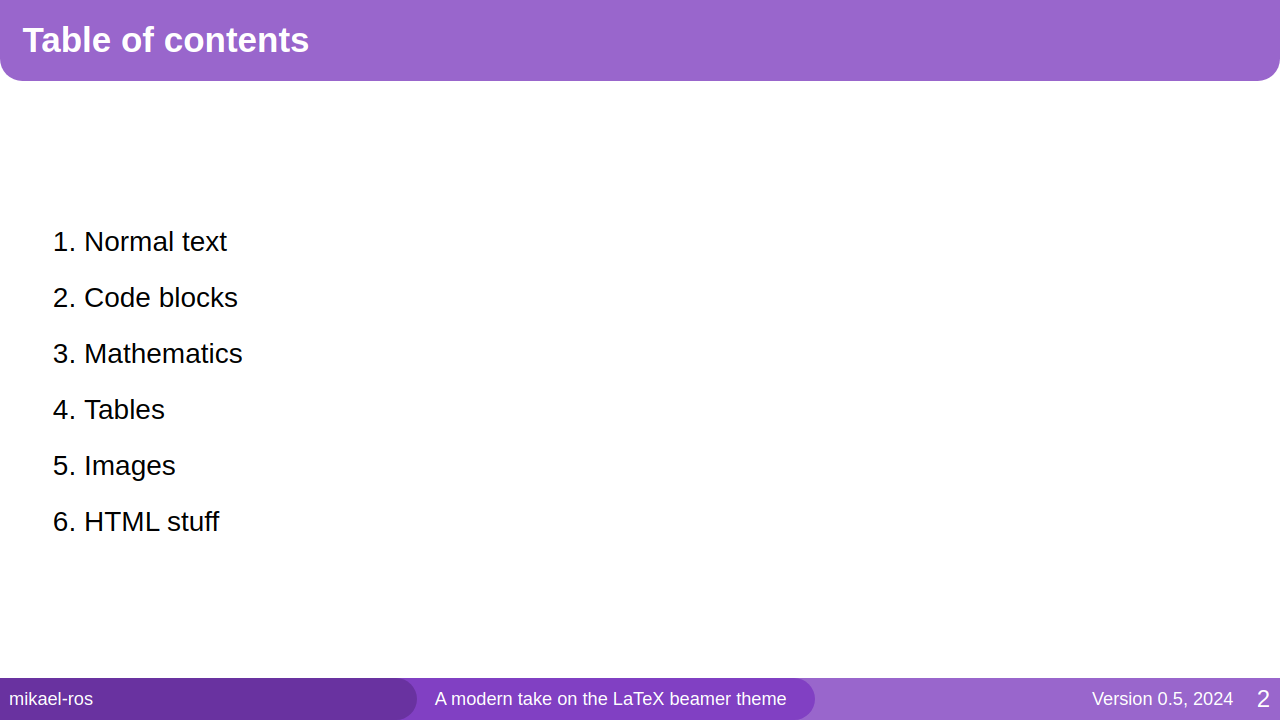 Table of contents
1. Normal text
2. Code blocks
3. Mathematics
4. Tables
5. Images
6. HTML stuff
mikael-ros
A modern take on the LaTeX beamer theme
Version 0.5, 2024
2